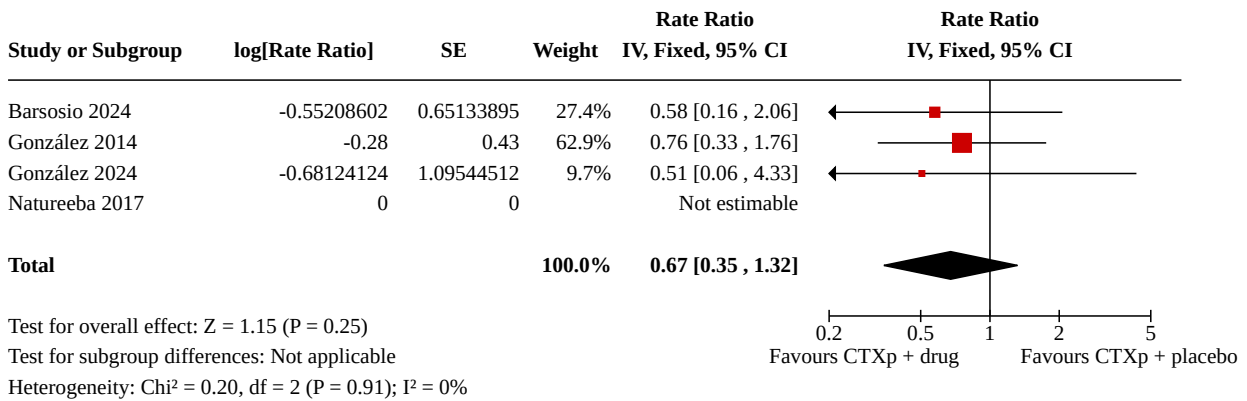 Rate Ratio Rate Ratio
Study or Subgroup log[Rate Ratio] SE Weight IV, Fixed, 95% CI IV, Fixed, 95% CI
Barsosio 2024 -0.55208602 0.65133895 27.4% 0.58 [0.16 , 2.06]
González 2014 -0.28 0.43 62.9% 0.76 [0.33 , 1.76]
González 2024 -0.68124124 1.09544512 9.7% 0.51 [0.06 , 4.33]
Natureeba 2017 0 0 Not estimable
Total 100.0% 0.67 [0.35 , 1.32]
Test for overall effect: Z = 1.15 (P = 0.25)
0.2 0.5 1 2 5
Test for subgroup differences: Not applicable Favours CTXp + drug Favours CTXp + placebo
Heterogeneity: Chi² = 0.20, df = 2 (P = 0.91); I² = 0%